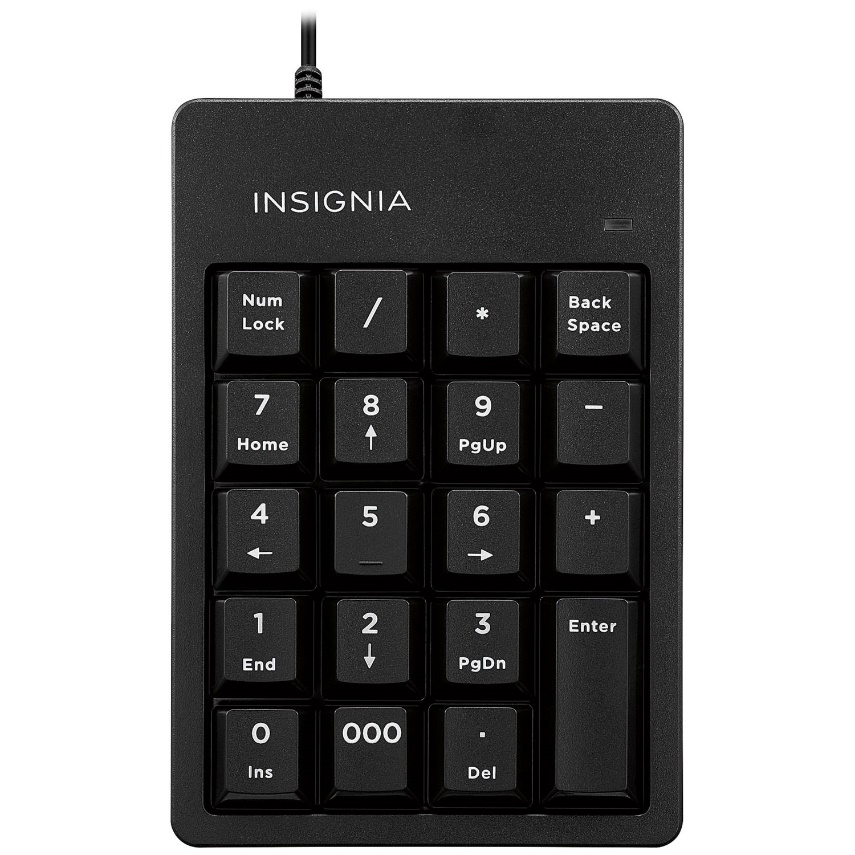 INSIGNIA
Num
Lock
/
*
Back
Space
7
Home
8
↑
9
PgUp
−
4
←
5
6
→
+
1
End
2
↓
3
PgDn
Enter
0
Ins
000
.
Del